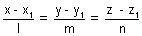 x - x₁ / l = y - y₁ / m = z - z₁ / n